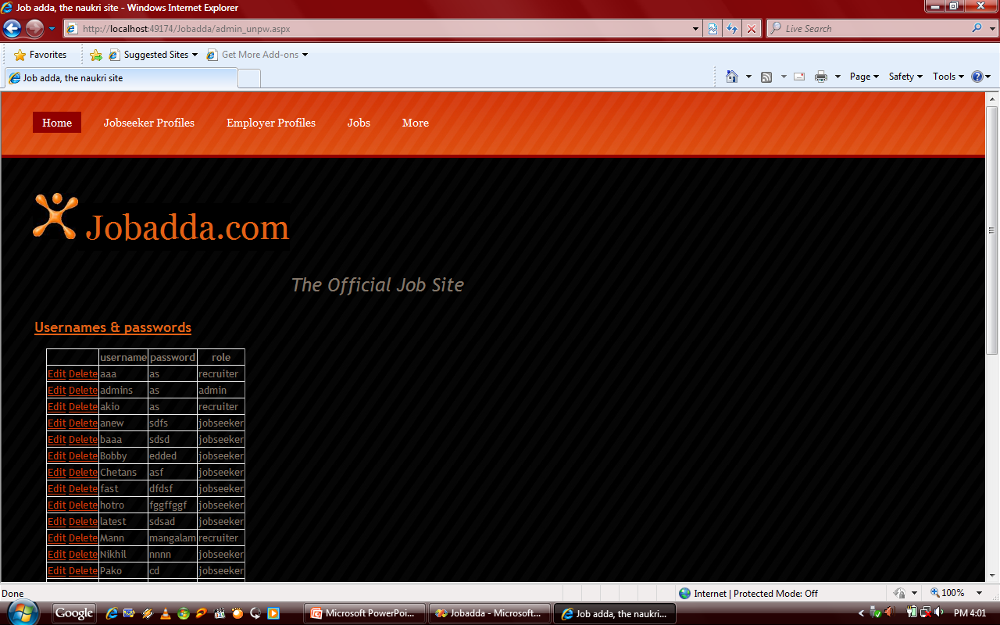 Job adda, the naukri site - Windows Internet Explorer
http://localhost:49174/Jobadda/admin_unpw.aspx
Live Search
Favorites Suggested Sites Get More Add-ons
Job adda, the naukri site
Page Safety Tools
Home Jobseeker Profiles Employer Profiles Jobs More
Jobadda.com
The Official Job Site
Usernames & passwords
username password role
Edit Delete aaa as recruiter
Edit Delete admins as admin
Edit Delete akio as recruiter
Edit Delete anew sdfs jobseeker
Edit Delete baaa sdsd jobseeker
Edit Delete Bobby edded jobseeker
Edit Delete Chetans asf jobseeker
Edit Delete fast dfdsf jobseeker
Edit Delete hotro fggffggf jobseeker
Edit Delete latest sdsad jobseeker
Edit Delete Mann mangalam recruiter
Edit Delete Nikhil nnnn jobseeker
Edit Delete Pako cd jobseeker
Done Internet | Protected Mode: Off 100%
Google Microsoft PowerPoi... Jobadda - Microsoft... Job adda, the naukri... PM 4:01